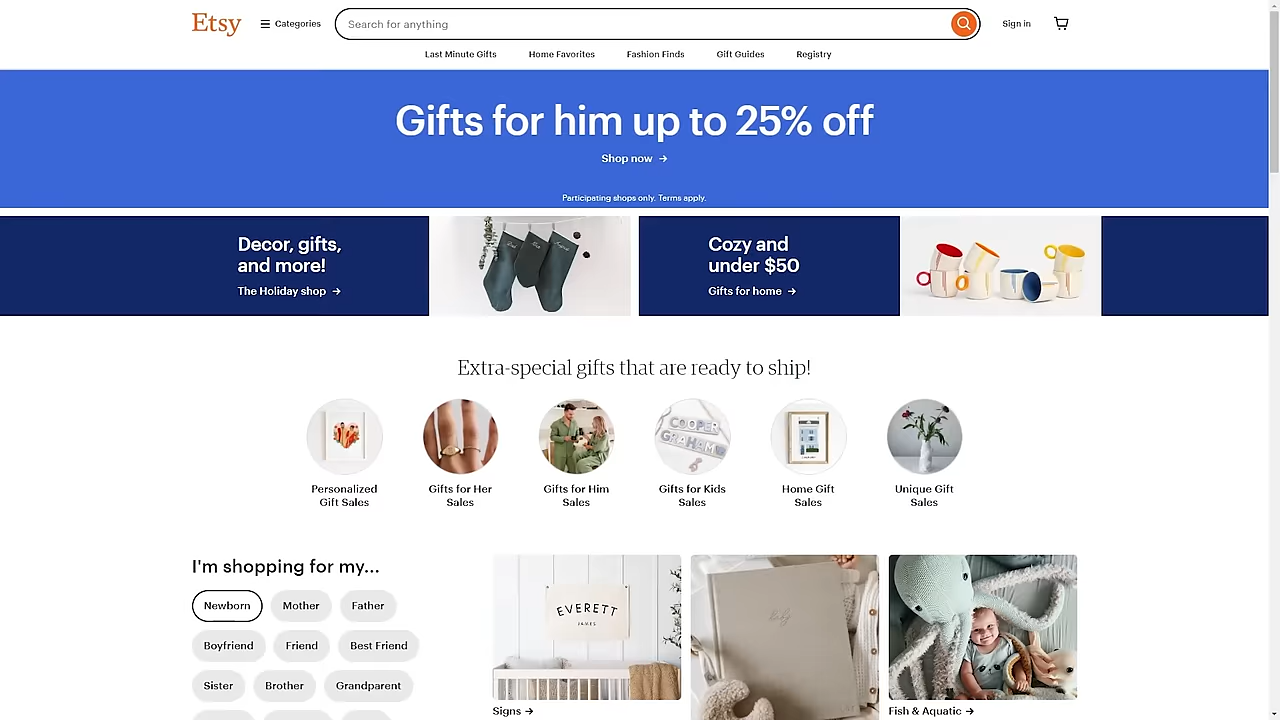 Etsy
Categories
Search for anything
Sign in
Last Minute Gifts
Home Favorites
Fashion Finds
Gift Guides
Registry
Gifts for him up to 25% off
Shop now →
Participating shops only. Terms apply.
Decor, gifts,
and more!
The Holiday shop →
Cozy and
under $50
Gifts for home →
Extra-special gifts that are ready to ship!
Personalized
Gift Sales
Gifts for Her
Sales
Gifts for Him
Sales
COOPER
GRAHAM
Gifts for Kids
Sales
Home Gift
Sales
Unique Gift
Sales
I'm shopping for my...
Newborn
Mother
Father
Boyfriend
Friend
Best Friend
Sister
Brother
Grandparent
EVERETT
JAMES
Signs →
Baby
Fish & Aquatic →